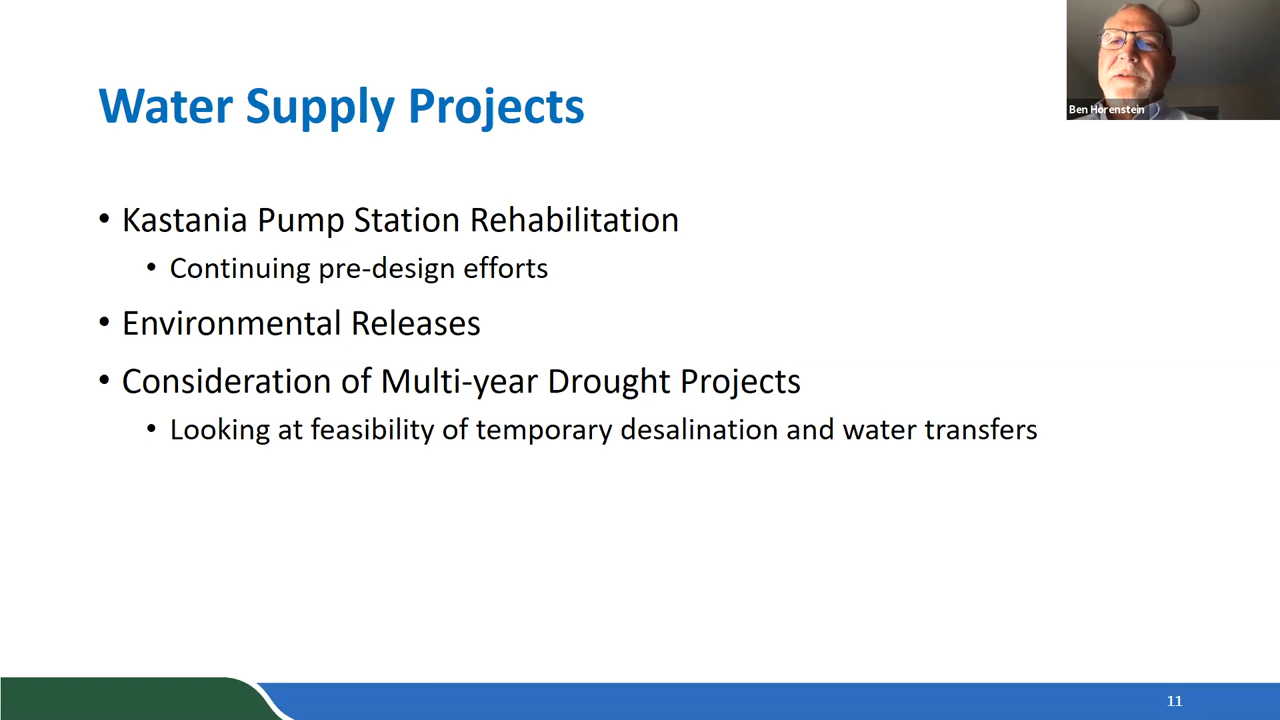 Water Supply Projects
Ben Horenstein
• Kastania Pump Station Rehabilitation
• Continuing pre-design efforts
• Environmental Releases
• Consideration of Multi-year Drought Projects
• Looking at feasibility of temporary desalination and water transfers
11